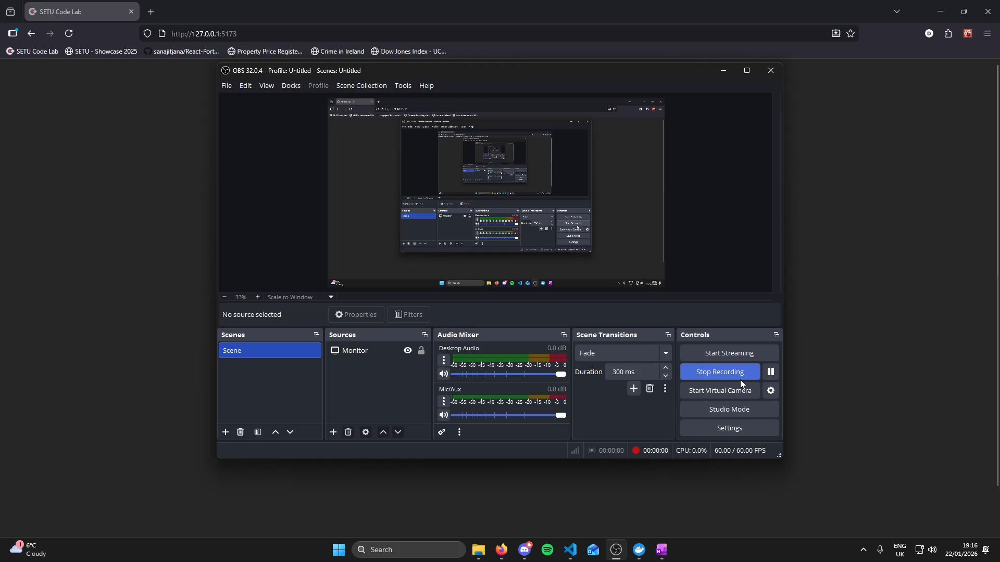 SETU Code Lab
http://127.0.0.1:5173
D
SETU Code Lab
SETU - Showcase 2025
sanajitjana/React-Port...
Property Price Registe...
Crime in Ireland
Dow Jones Index - UC...
OBS 32.0.4 - Profile: Untitled - Scenes: Untitled
File Edit View Docks Profile Scene Collection Tools Help
33% Scale to Window
No source selected
Properties
Filters
Scenes
Sources
Audio Mixer
Scene Transitions
Controls
Scene
Monitor
Desktop Audio 0.0 dB
-60 -55 -50 -45 -40 -35 -30 -25 -20 -15 -10 -5 0
Mic/Aux 0.0 dB
-60 -55 -50 -45 -40 -35 -30 -25 -20 -15 -10 -5 0
Fade
Duration 300 ms
Start Streaming
Stop Recording
Start Virtual Camera
Studio Mode
Settings
00:00:00
00:00:00
CPU: 0.0%
60.00 / 60.00 FPS
1
6°C
Cloudy
Search
ENG
UK
19:16
22/01/2026